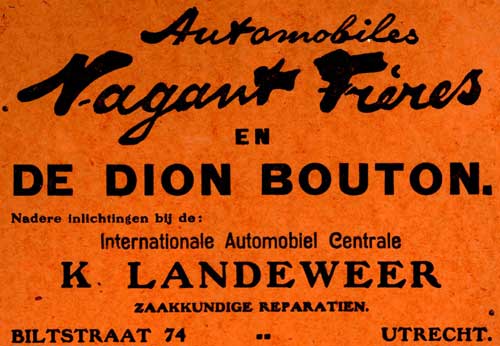 Automobiles
Nagant Frères
EN
DE DION BOUTON.
Nadere inlichtingen bij de:
Internationale Automobiel Centrale
K. LANDEWEER
ZAAKKUNDIGE REPARATIEN.
BILTSTRAAT 74 -- UTRECHT.